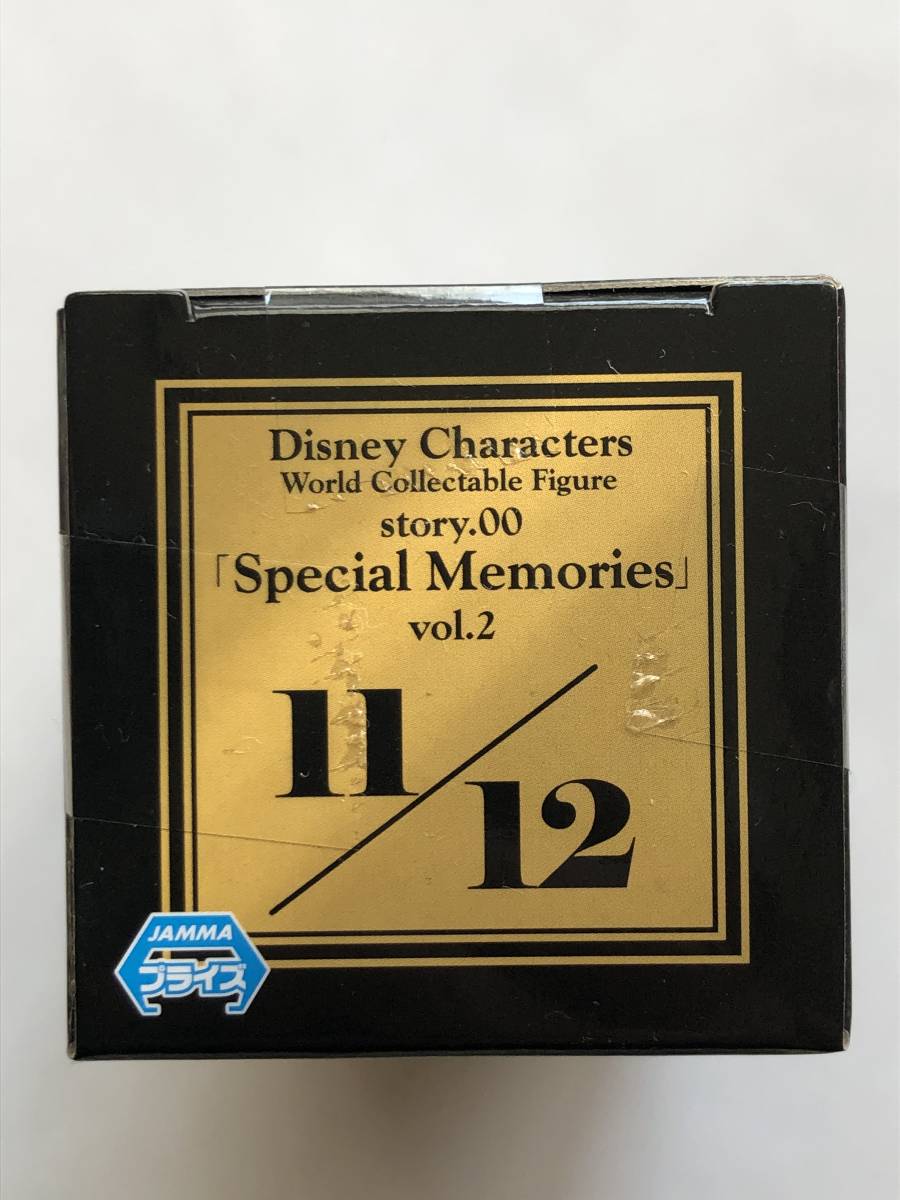 Disney Characters
World Collectable Figure
story.00
「Special Memories」
vol.2
11/12
JAMMA
プライズ